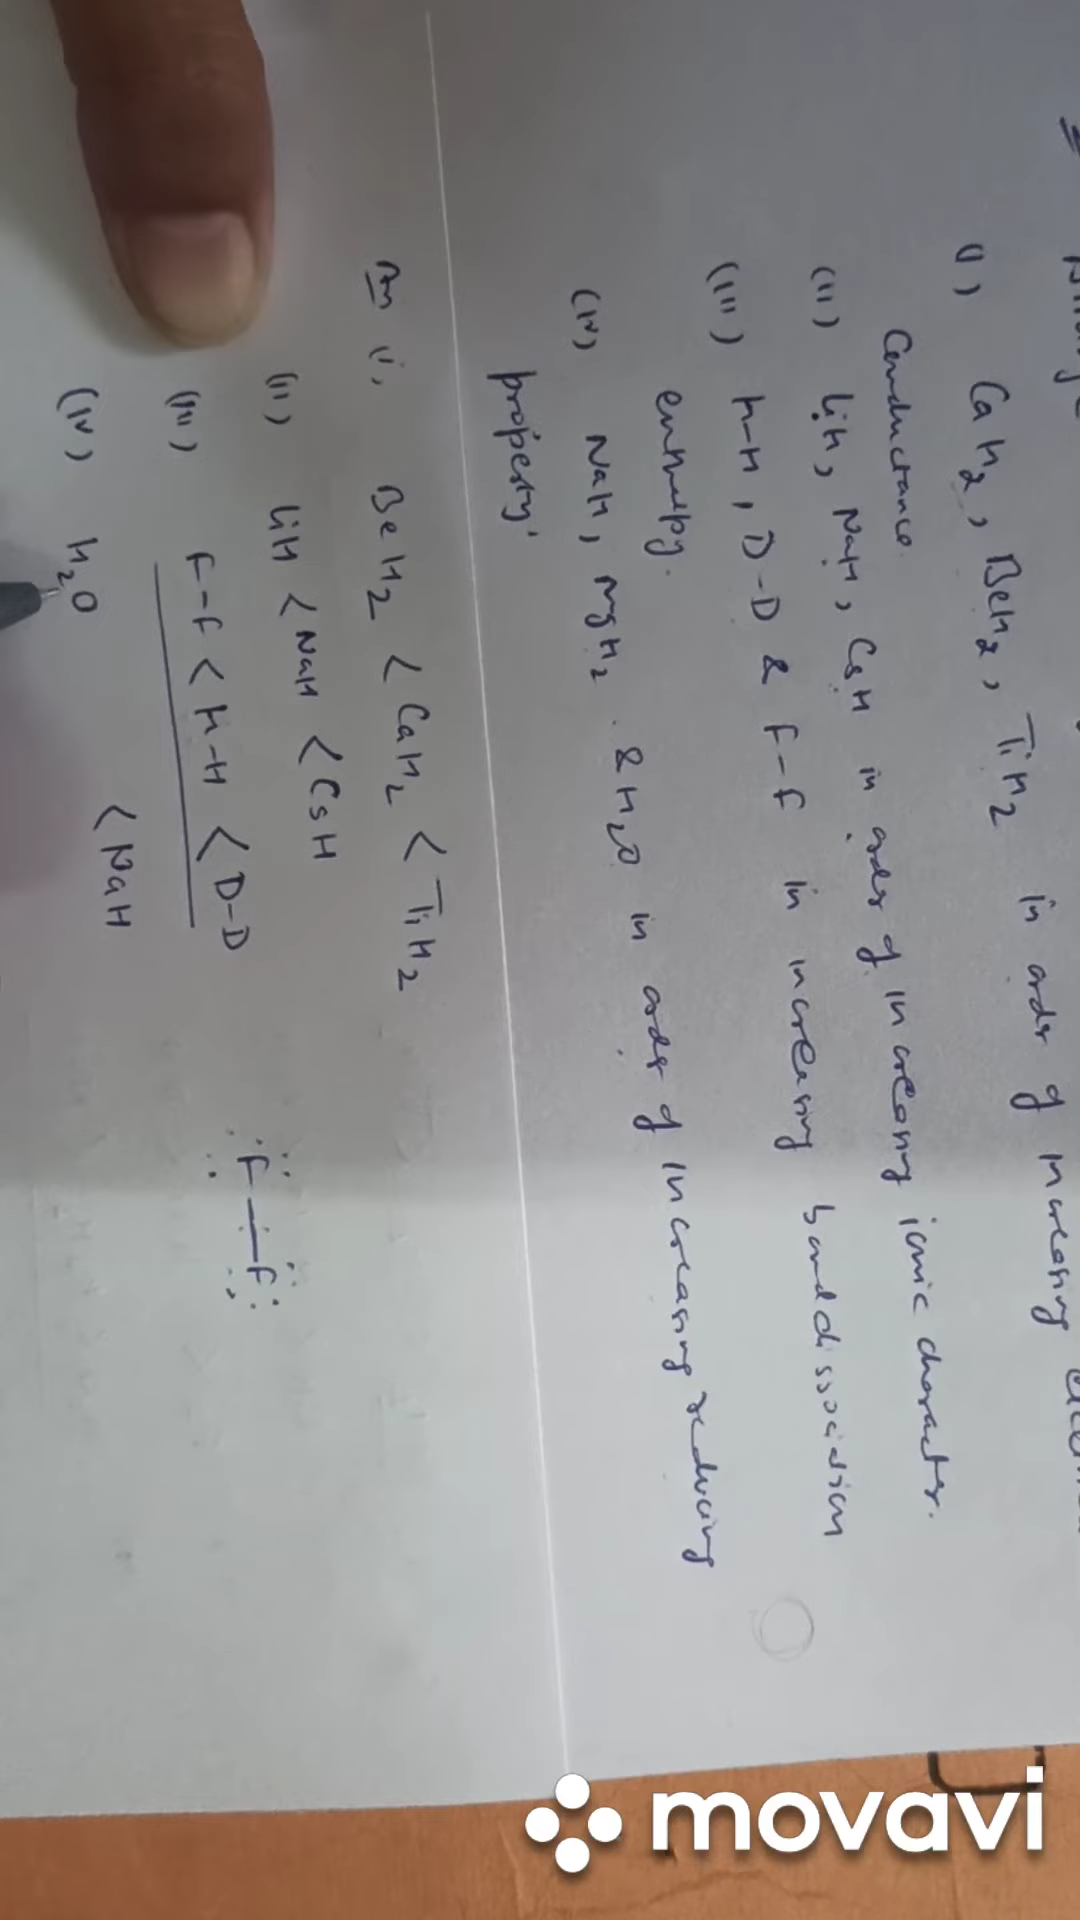 (i) CaH2, BeH2, TiH2 in order of increasing
Conductance.
(ii) LiH, NaH, CsH in order of increasing ionic character.
(iii) H-H, D-D & F-F in increasing bond dissociation
enthalpy.
(iv) NaH, MgH2 & H2O in order of increasing reducing
property.
Ans (i) BeH2 < CaH2 < TiH2
(ii) LiH < NaH < CsH
(iii) F-F < H-H < D-D
F-F
(iv) H2O < NaH
movavi